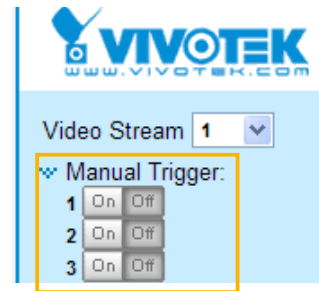 VIVOTEK
www.vivotek.com
Video Stream 1
Manual Trigger:
1 On Off
2 On Off
3 On Off